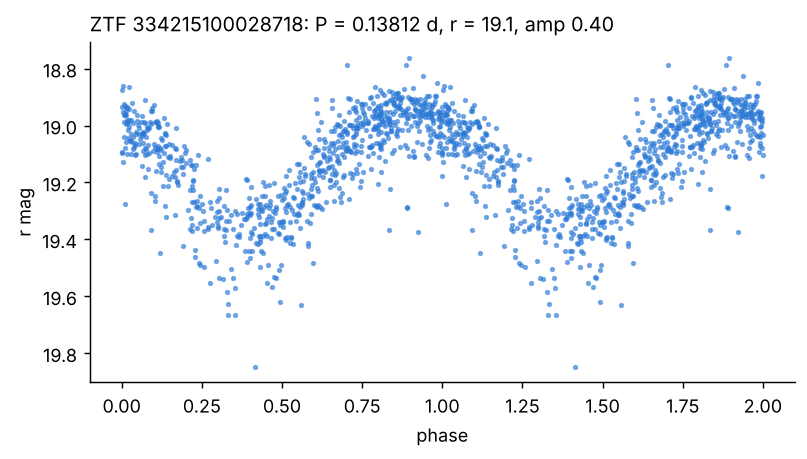 ZTF 334215100028718: P = 0.13812 d, r = 19.1, amp 0.40
18.8
19.0
19.2
19.4
19.6
19.8
r mag
0.00 0.25 0.50 0.75 1.00 1.25 1.50 1.75 2.00
phase